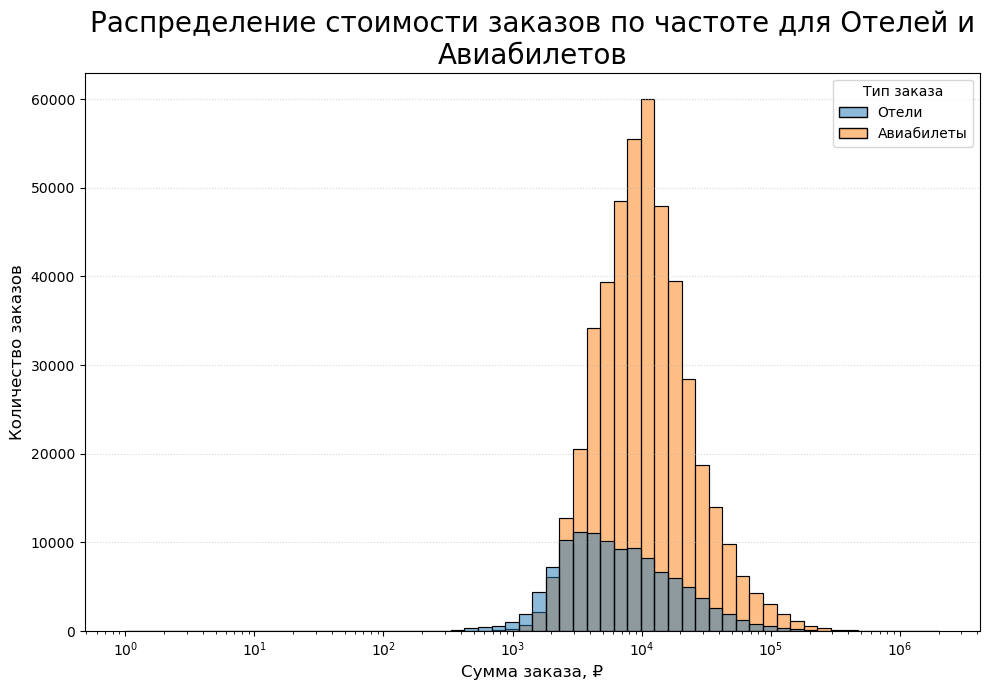 Распределение стоимости заказов по частоте для Отелей и
Авиабилетов
Тип заказа
Отели
Авиабилеты
Количество заказов
60000
50000
40000
30000
20000
10000
0
10⁰
10¹
10²
10³
10⁴
10⁵
10⁶
Сумма заказа, ₽